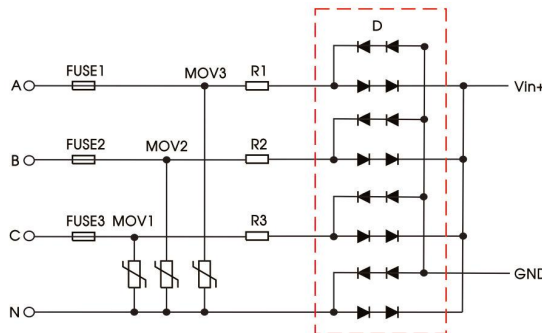 D
FUSE1 MOV3 R1
A Vin+
FUSE2 MOV2 R2
B
FUSE3 MOV1 R3
C
GND
N